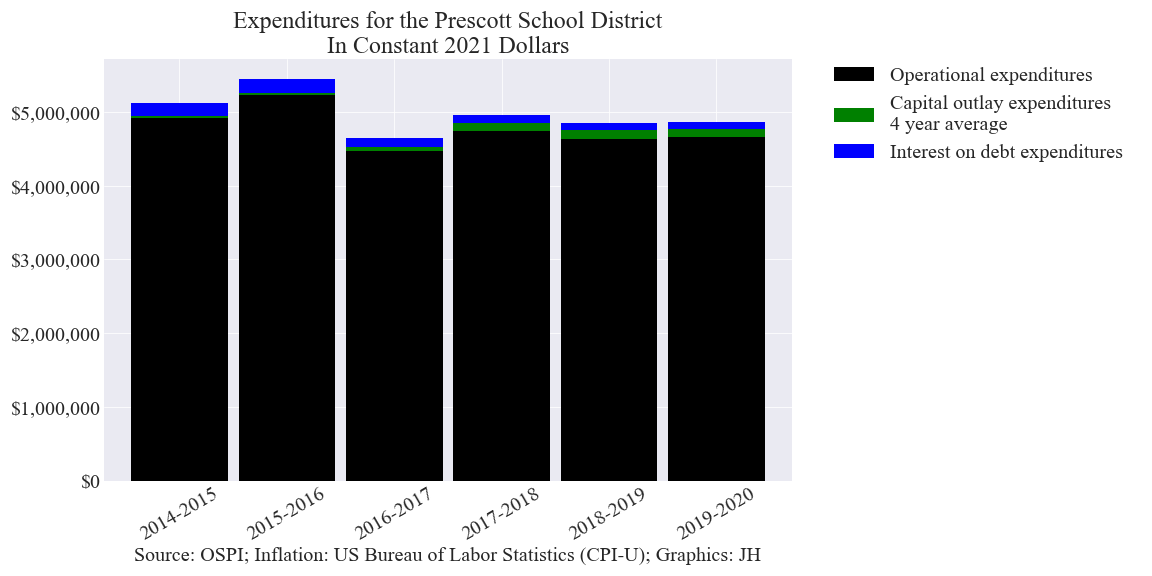 Expenditures for the Prescott School District
In Constant 2021 Dollars
Operational expenditures
Capital outlay expenditures
4 year average
Interest on debt expenditures
$5,000,000
$4,000,000
$3,000,000
$2,000,000
$1,000,000
$0
2014-2015
2015-2016
2016-2017
2017-2018
2018-2019
2019-2020
Source: OSPI; Inflation: US Bureau of Labor Statistics (CPI-U); Graphics: JH